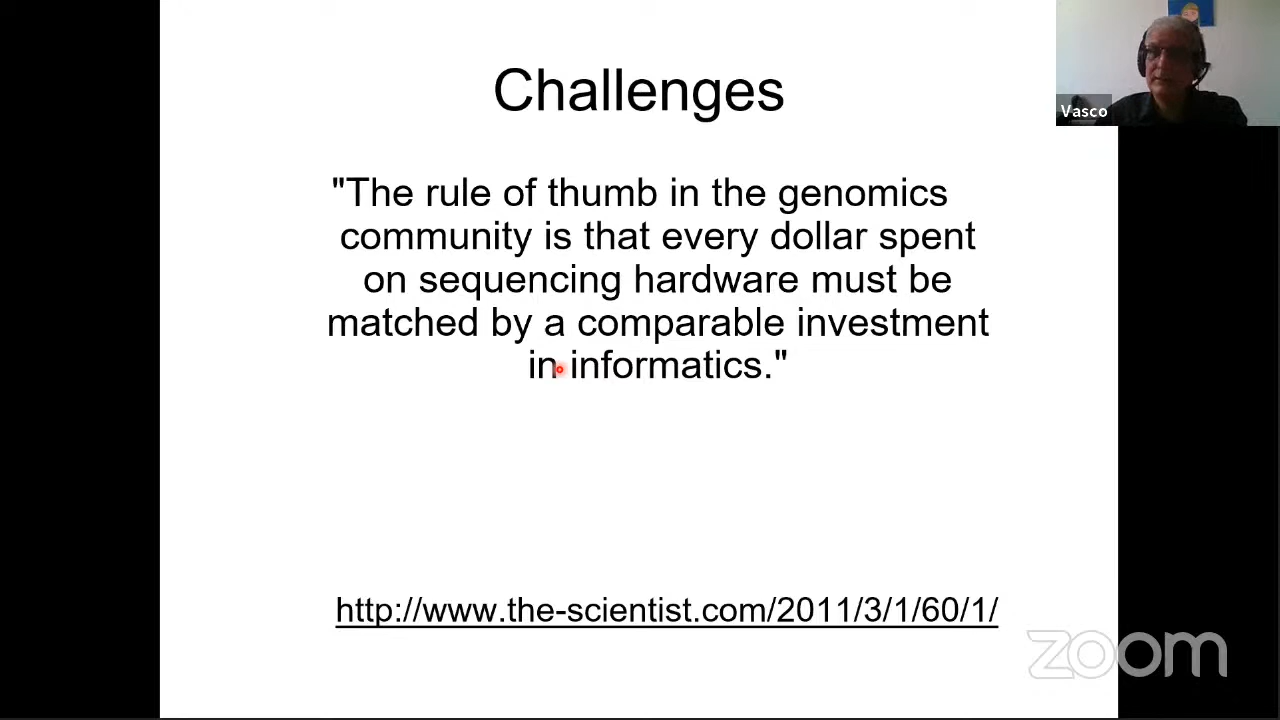 Challenges
Vasco
"The rule of thumb in the genomics
community is that every dollar spent
on sequencing hardware must be
matched by a comparable investment
in informatics."
http://www.the-scientist.com/2011/3/1/60/1/
zoom